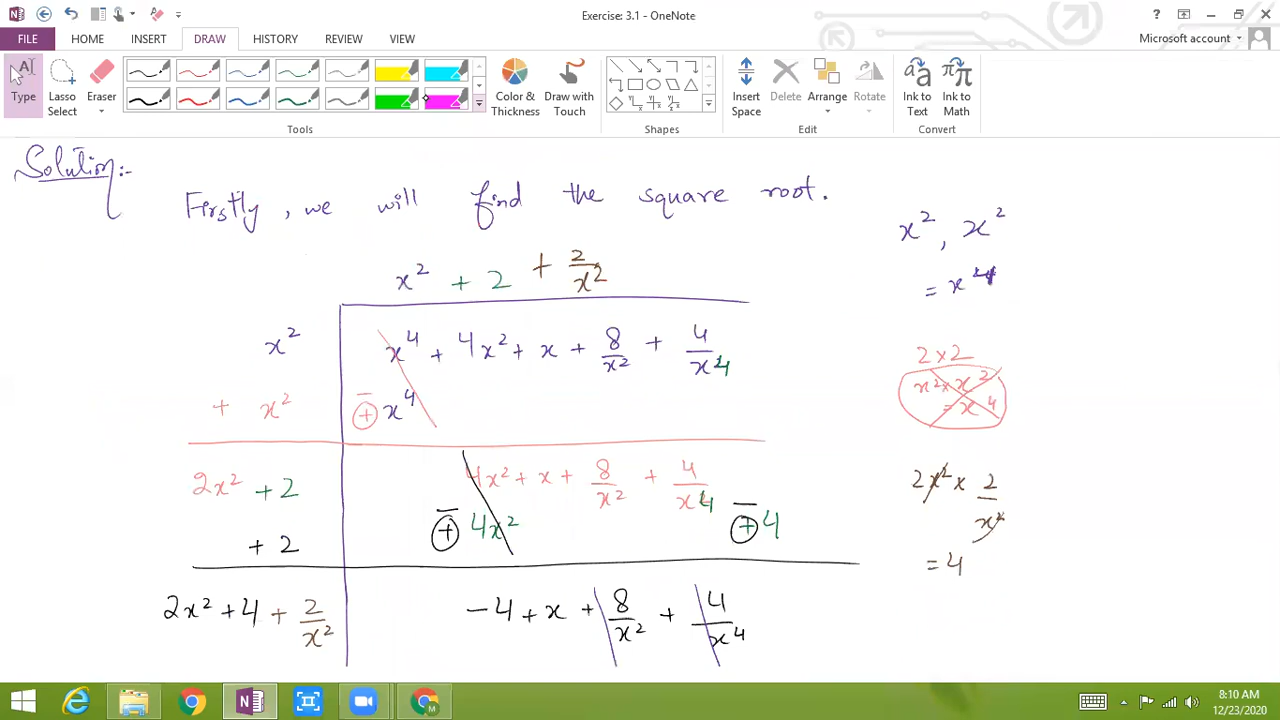 Exercise: 3.1 - OneNote
FILE HOME INSERT DRAW HISTORY REVIEW VIEW Microsoft account
Type Lasso Select Eraser Color & Thickness Draw with Touch Insert Space Delete Arrange Rotate Ink to Text Ink to Math
Tools Shapes Edit Convert
Solution:-
Firstly, we will find the square root.
x² , x²
= x⁴
x² + 2 + 2/x²
x² x⁴ + 4x² + x + 8/x² + 4/x⁴
+ x² − ⊕ x⁴
2 x 2
x² x x²
= x⁴
2x² + 2 4x² + x + 8/x² + 4/x⁴
+ 2 − ⊕ 4x² − ⊕ 4
2x² x 2/x²
= 4
2x² + 4 + 2/x² −4 + x + 8/x² + 4/x⁴
8:10 AM
12/23/2020